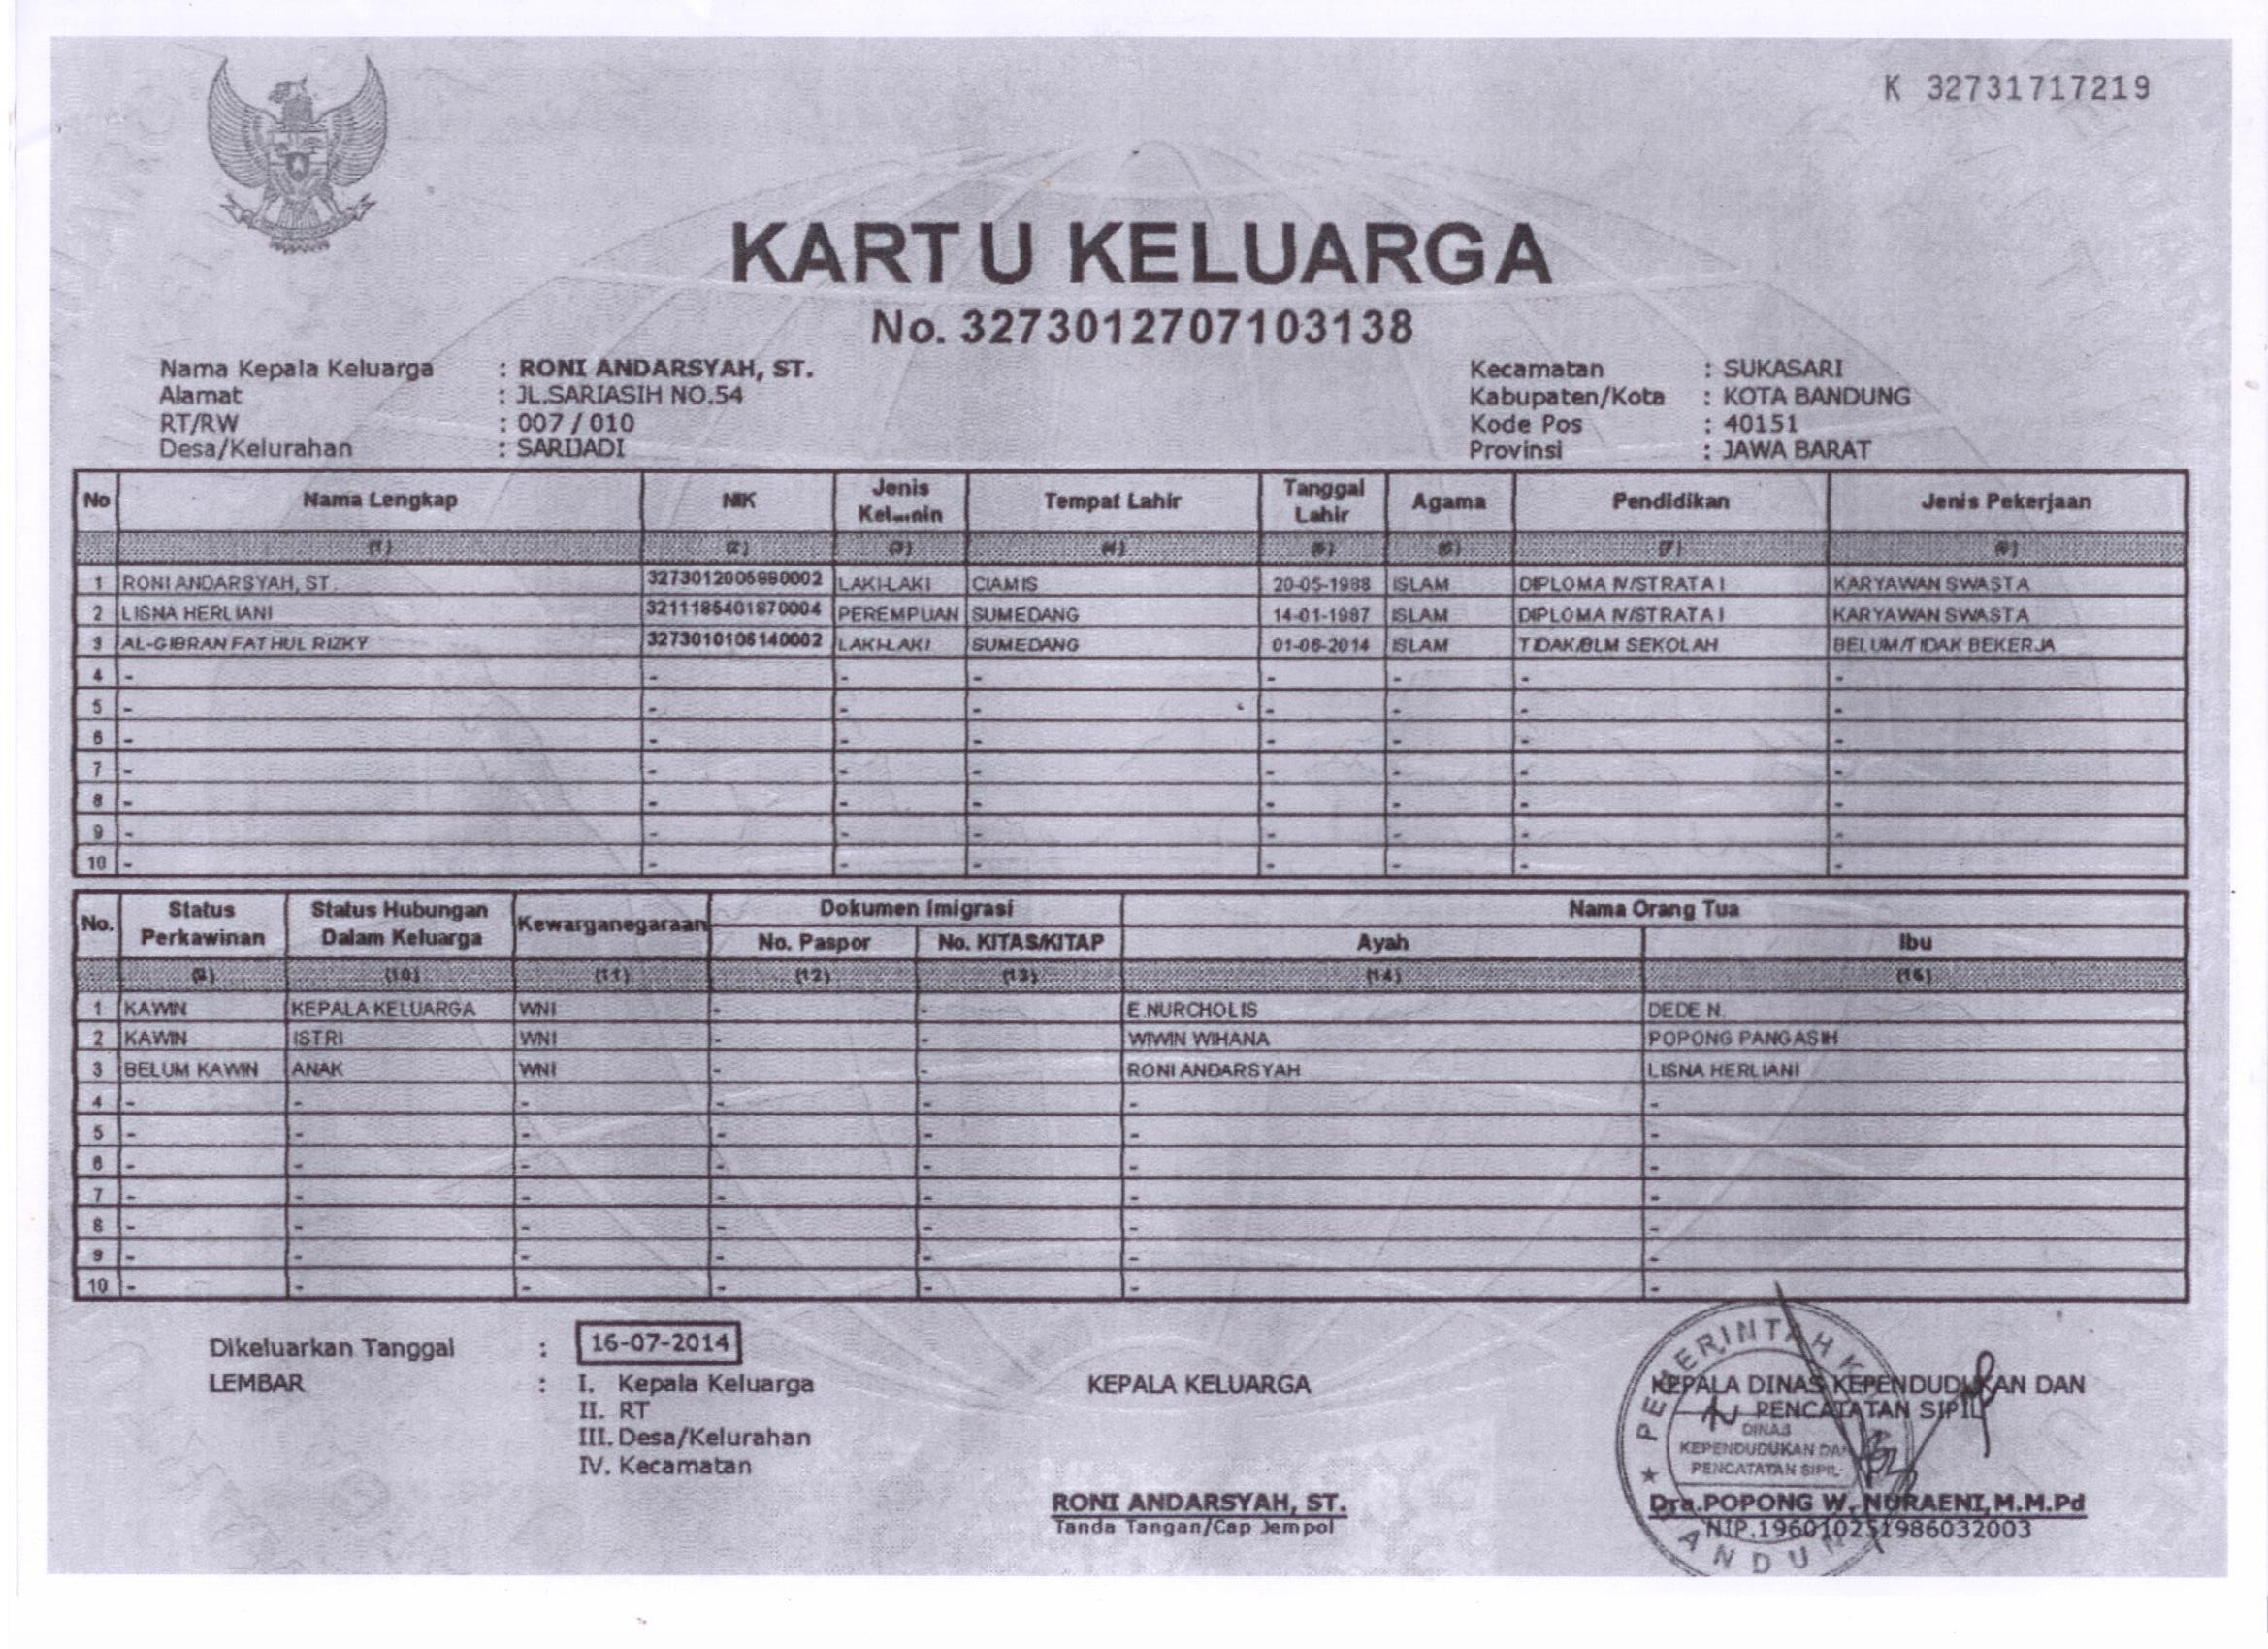 K 32731717219
KARTU KELUARGA
No. 3273012707103138
Nama Kepala Keluarga : RONI ANDARSYAH, ST.
Alamat : JL.SARIASIH NO.54
RT/RW : 007 / 010
Desa/Kelurahan : SARIJADI
Kecamatan : SUKASARI
Kabupaten/Kota : KOTA BANDUNG
Kode Pos : 40151
Provinsi : JAWA BARAT
No Nama Lengkap NIK Jenis Kelamin Tempat Lahir Tanggal Lahir Agama Pendidikan Jenis Pekerjaan
(1) (2) (3) (4) (5) (6) (7) (8)
1 RONI ANDARSYAH, ST. 3273012005880002 LAKI-LAKI CIAMIS 20-05-1988 ISLAM DIPLOMA IV/STRATA I KARYAWAN SWASTA
2 LISNA HERLIANI 3211185401870004 PEREMPUAN SUMEDANG 14-01-1987 ISLAM DIPLOMA IV/STRATA I KARYAWAN SWASTA
3 AL-GIBRAN FATHUL RIZKY 3273010106140002 LAKI-LAKI SUMEDANG 01-06-2014 ISLAM TIDAK/BLM SEKOLAH BELUM/TIDAK BEKERJA
4 - - - - - - - -
5 - - - - - - - -
6 - - - - - - - -
7 - - - - - - - -
8 - - - - - - - -
9 - - - - - - - -
10 - - - - - - - -
No. Status Perkawinan Status Hubungan Dalam Keluarga Kewarganegaraan Dokumen Imigrasi Nama Orang Tua
No. Paspor No. KITAS/KITAP Ayah Ibu
(9) (10) (11) (12) (13) (14) (15)
1 KAWIN KEPALA KELUARGA WNI - - E.NURCHOLIS DEDE N.
2 KAWIN ISTRI WNI - - WIWIN WIHANA POPONG PANGASIH
3 BELUM KAWIN ANAK WNI - - RONI ANDARSYAH LISNA HERLIANI
4 - - - - - - -
5 - - - - - - -
6 - - - - - - -
7 - - - - - - -
8 - - - - - - -
9 - - - - - - -
10 - - - - - - -
Dikeluarkan Tanggal : 16-07-2014
LEMBAR : I. Kepala Keluarga
II. RT
III. Desa/Kelurahan
IV. Kecamatan
KEPALA KELUARGA
RONI ANDARSYAH, ST.
Tanda Tangan/Cap Jempol
KEPALA DINAS KEPENDUDUKAN DAN
PENCATATAN SIPIL
PEMERINTAH
DINAS
KEPENDUDUKAN DAN
PENCATATAN SIPIL
Dra.POPONG W. NURAENI,M.M.Pd
NIP.196010251986032003